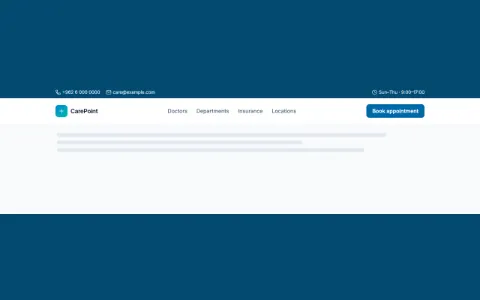 +962 6 000 0000 care@example.com Sun–Thu · 9:00–17:00
CarePoint Doctors Departments Insurance Locations Book appointment